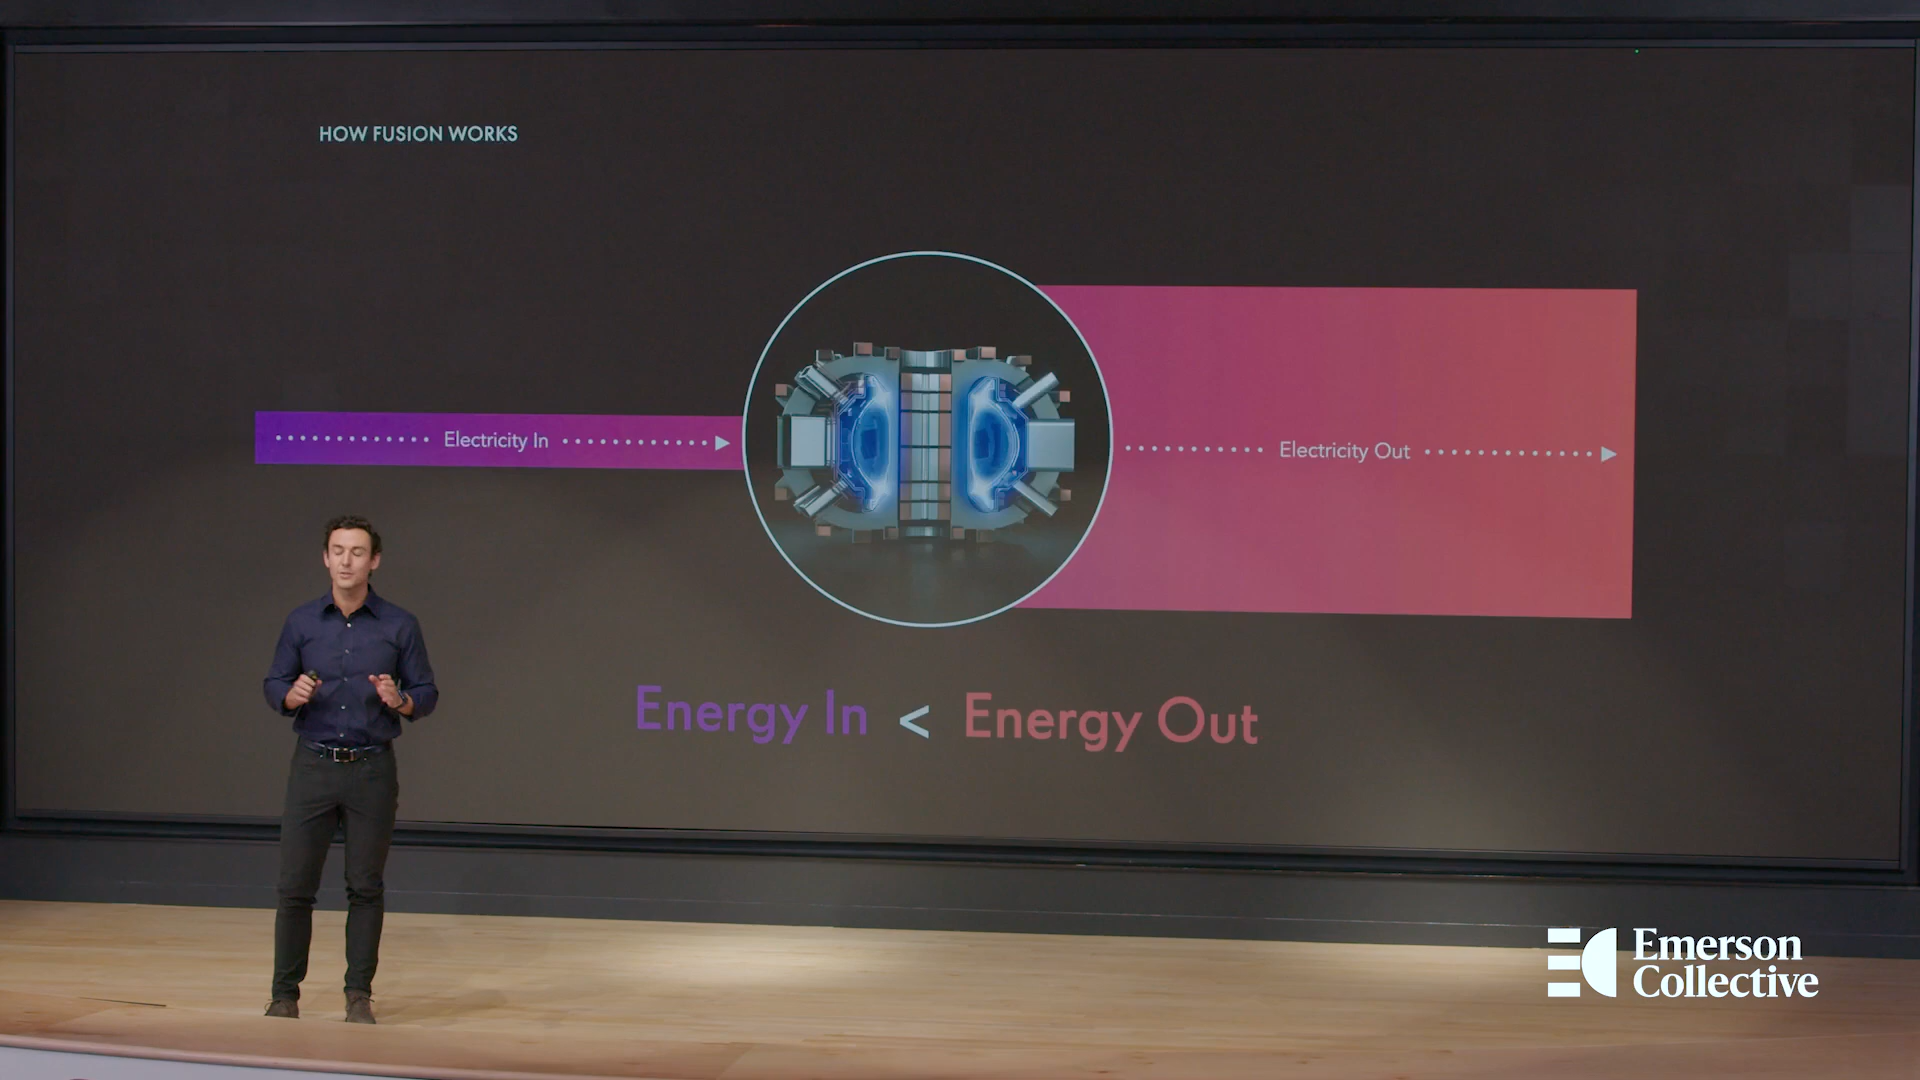 HOW FUSION WORKS
Electricity In
Electricity Out
Energy In < Energy Out
Emerson
Collective